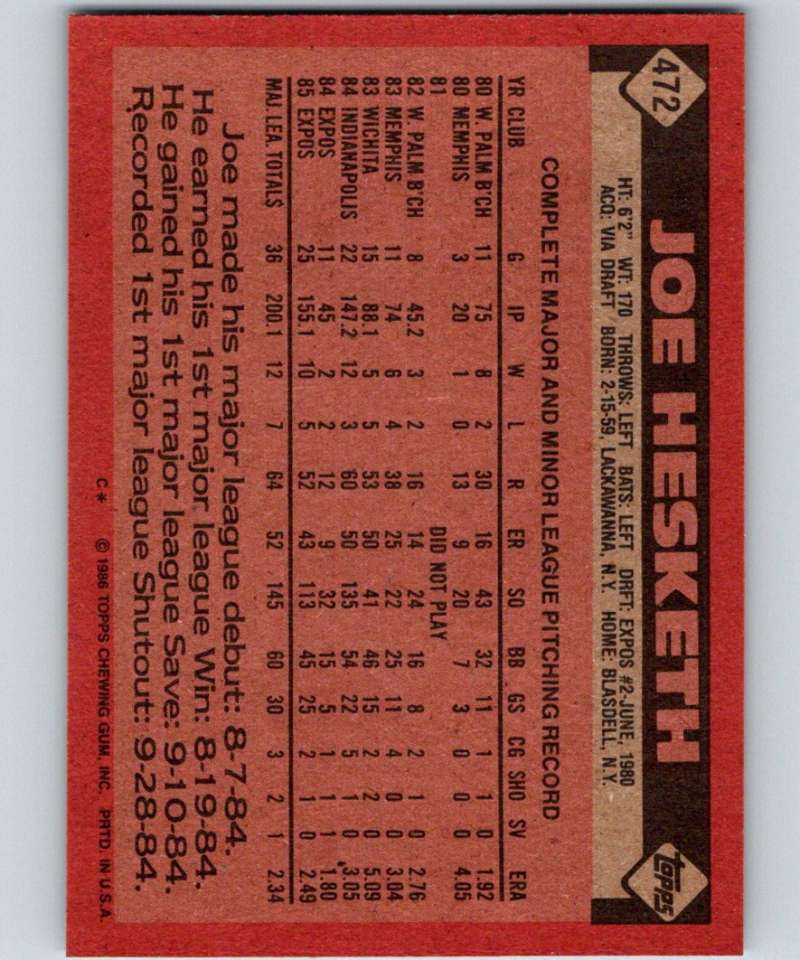 472
JOE HESKETH
TOPPS
HT: 6'2" WT: 170 THROWS: LEFT BATS: LEFT DRFT: EXPOS #2-JUNE, 1980
ACQ: VIA DRAFT BORN: 2-15-59, LACKAWANNA, N.Y. HOME: BLASDELL, N.Y.
COMPLETE MAJOR AND MINOR LEAGUE PITCHING RECORD
YR CLUB G IP W L R ER SO BB GS CG SHO SV ERA
80 W. PALM B'CH 11 75 8 2 30 16 43 32 11 1 1 0 1.92
80 MEMPHIS 3 20 1 0 13 9 20 7 3 0 0 0 4.05
81 DID NOT PLAY
82 W. PALM B'CH 8 45.2 3 2 16 14 24 16 8 2 1 0 2.76
83 MEMPHIS 11 74 6 4 38 25 22 25 11 4 0 0 3.04
83 WICHITA 15 88.1 5 5 53 50 41 46 15 2 2 0 5.09
84 INDIANAPOLIS 22 147.2 12 3 60 50 135 54 22 5 1 0 3.05
84 EXPOS 11 45 2 2 12 9 32 15 5 1 1 1 1.80
85 EXPOS 25 155.1 10 5 52 43 113 45 25 2 1 0 2.49
MAJ. LEA. TOTALS 36 200.1 12 7 64 52 145 60 30 3 2 1 2.34
Joe made his major league debut: 8-7-84.
He earned his 1st major league Win: 8-19-84.
He gained his 1st major league Save: 9-10-84.
Recorded 1st major league Shutout: 9-28-84.
C* © 1986 TOPPS CHEWING GUM, INC. PRTD. IN U.S.A.